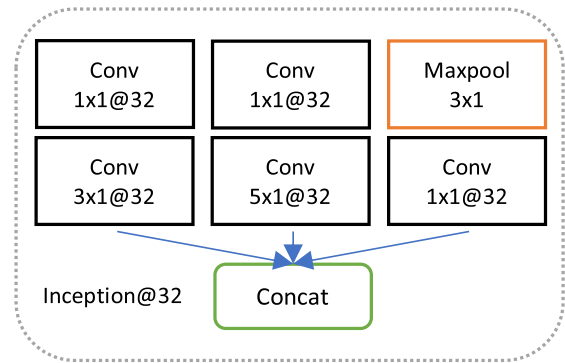 Conv
1x1@32
Conv
1x1@32
Maxpool
3x1
Conv
3x1@32
Conv
5x1@32
Conv
1x1@32
Inception@32
Concat